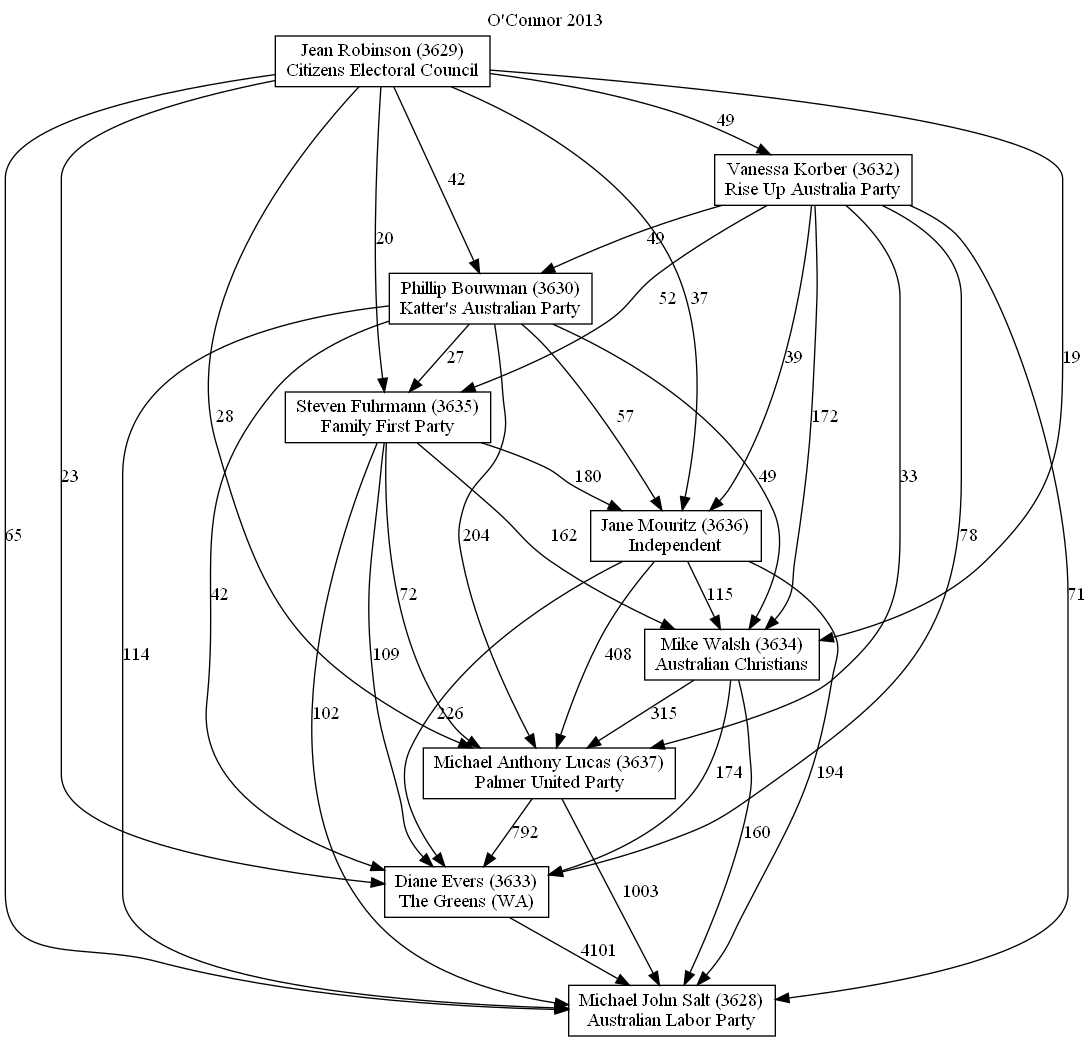 O'Connor 2013
Jean Robinson (3629)
Citizens Electoral Council
49
Vanessa Korber (3632)
Rise Up Australia Party
42
20
49
Phillip Bouwman (3630)
Katter's Australian Party
52
37
27
39
19
Steven Fuhrmann (3635)
Family First Party
28
57
172
23
180
49
33
Jane Mouritz (3636)
Independent
65
204
162
78
42
72
115
71
Mike Walsh (3634)
Australian Christians
114
109
408
102
226
315
Michael Anthony Lucas (3637)
Palmer United Party
174
194
792
160
Diane Evers (3633)
The Greens (WA)
1003
4101
Michael John Salt (3628)
Australian Labor Party